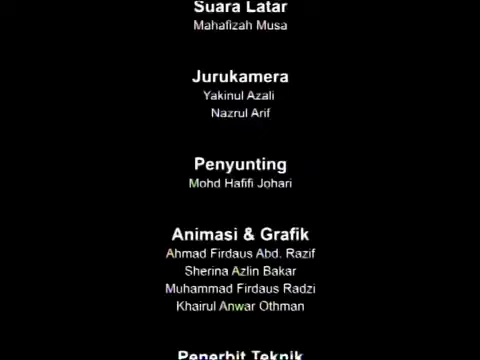 Suara Latar
Mahafizah Musa
Jurukamera
Yakinul Azali
Nazrul Arif
Penyunting
Mohd Hafifi Johari
Animasi & Grafik
Ahmad Firdaus Abd. Razif
Sherina Azlin Bakar
Muhammad Firdaus Radzi
Khairul Anwar Othman
Penerbit Teknik